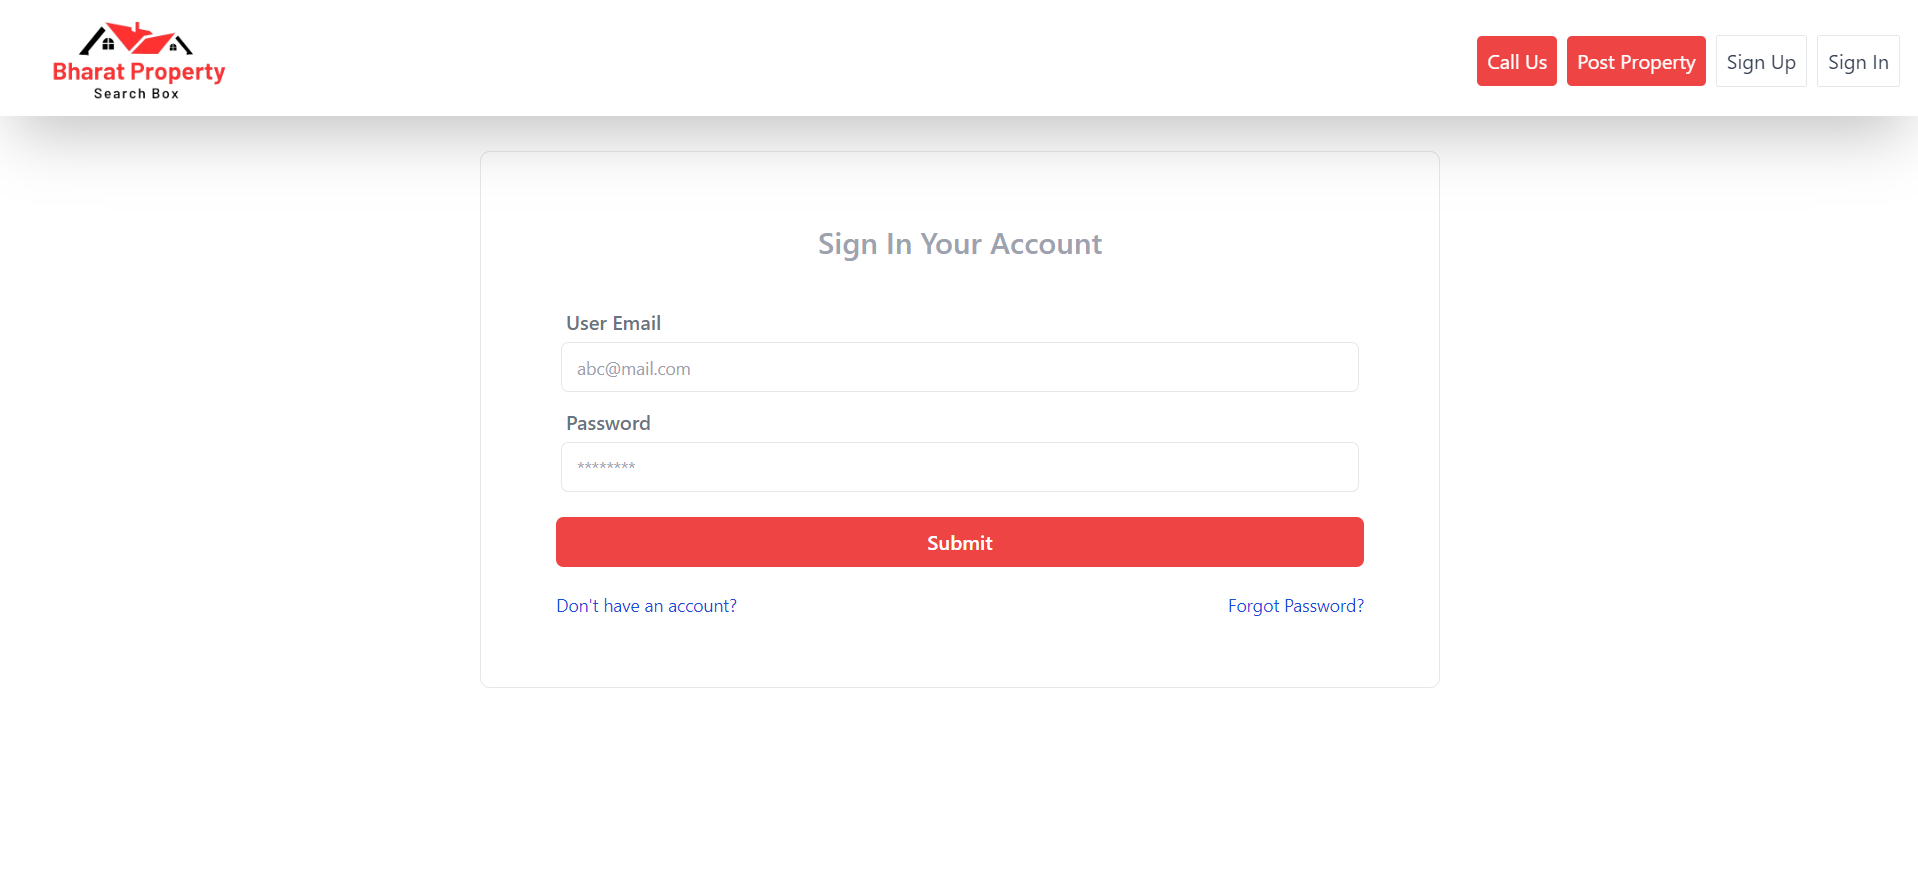 Bharat Property
Search Box
Call Us
Post Property
Sign Up
Sign In
Sign In Your Account
User Email
abc@mail.com
Password
********
Submit
Don't have an account?
Forgot Password?